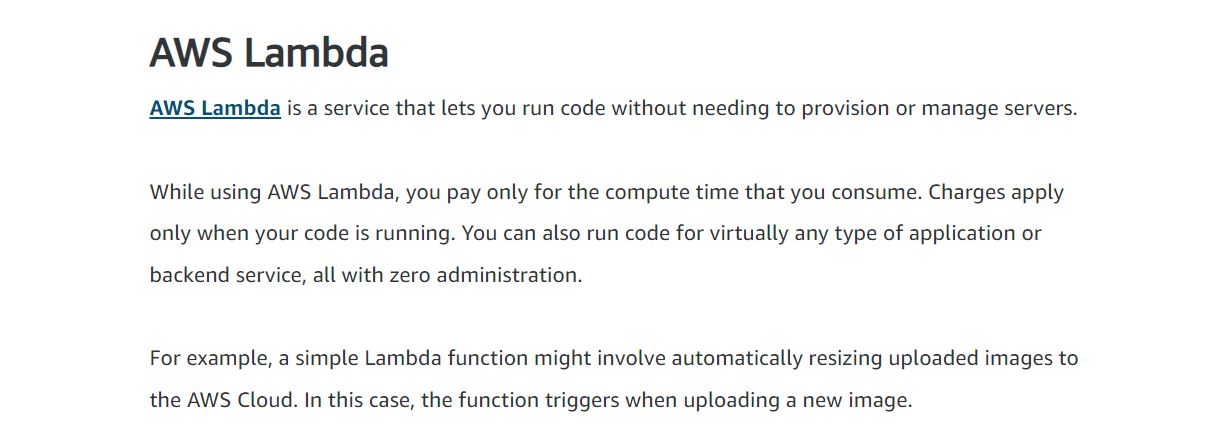 AWS Lambda
AWS Lambda is a service that lets you run code without needing to provision or manage servers.
While using AWS Lambda, you pay only for the compute time that you consume. Charges apply
only when your code is running. You can also run code for virtually any type of application or
backend service, all with zero administration.
For example, a simple Lambda function might involve automatically resizing uploaded images to
the AWS Cloud. In this case, the function triggers when uploading a new image.